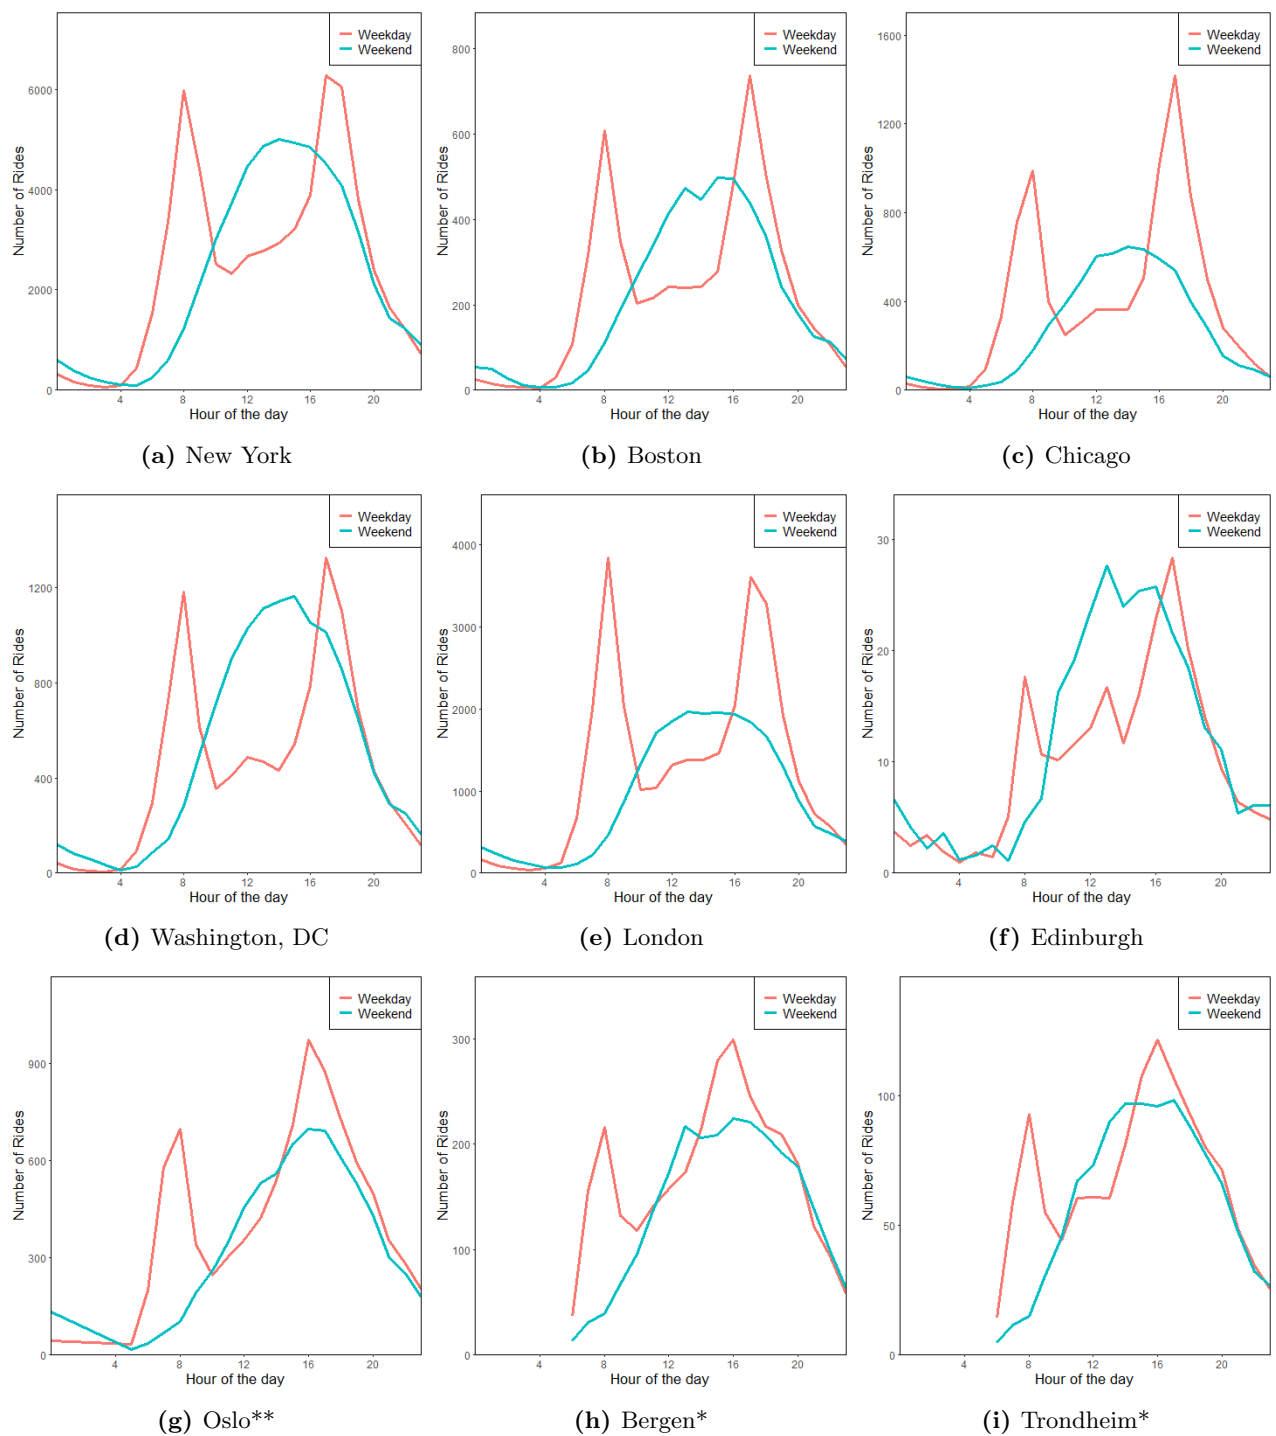 Weekday
Weekend
6000
4000
2000
0
4
8
12
16
20
Number of Rides
Hour of the day
(a) New York
Weekday
Weekend
800
600
400
200
0
4
8
12
16
20
Number of Rides
Hour of the day
(b) Boston
Weekday
Weekend
1600
1200
800
400
0
4
8
12
16
20
Number of Rides
Hour of the day
(c) Chicago
Weekday
Weekend
1200
800
400
0
4
8
12
16
20
Number of Rides
Hour of the day
(d) Washington, DC
Weekday
Weekend
4000
3000
2000
1000
0
4
8
12
16
20
Number of Rides
Hour of the day
(e) London
Weekday
Weekend
30
20
10
0
4
8
12
16
20
Number of Rides
Hour of the day
(f) Edinburgh
Weekday
Weekend
900
600
300
0
4
8
12
16
20
Number of Rides
Hour of the day
(g) Oslo**
Weekday
Weekend
300
200
100
0
4
8
12
16
20
Number of Rides
Hour of the day
(h) Bergen*
Weekday
Weekend
100
50
0
4
8
12
16
20
Number of Rides
Hour of the day
(i) Trondheim*